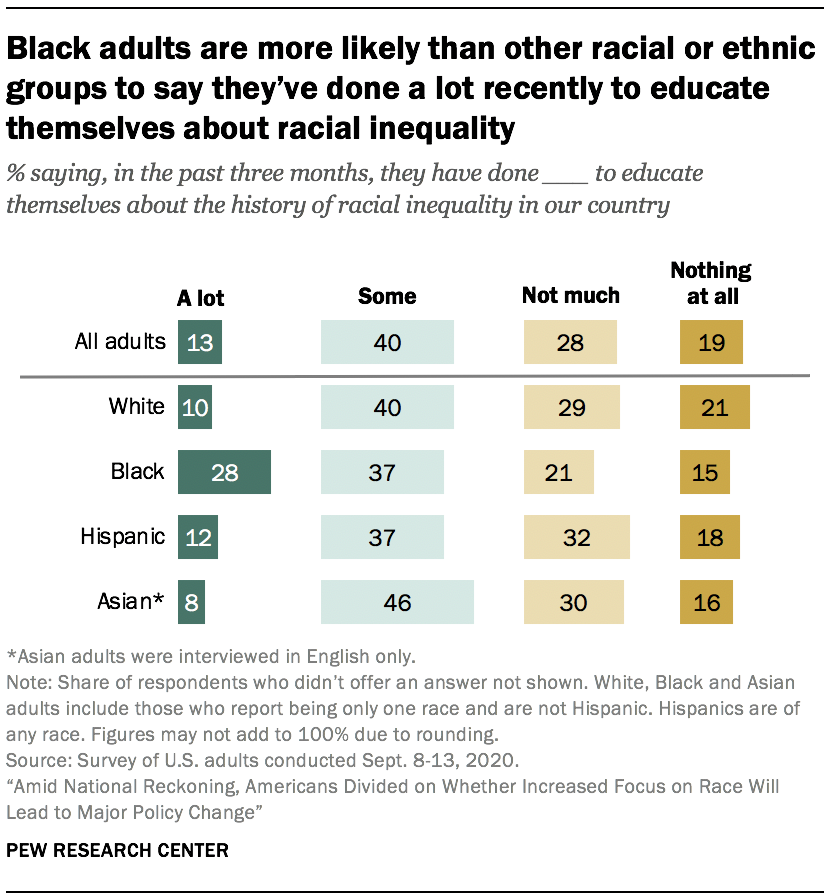 Black adults are more likely than other racial or ethnic
groups to say they’ve done a lot recently to educate
themselves about racial inequality
% saying, in the past three months, they have done ___ to educate
themselves about the history of racial inequality in our country
A lot Some Not much Nothing
at all
All adults 13 40 28 19
White 10 40 29 21
Black 28 37 21 15
Hispanic 12 37 32 18
Asian* 8 46 30 16
*Asian adults were interviewed in English only.
Note: Share of respondents who didn’t offer an answer not shown. White, Black and Asian
adults include those who report being only one race and are not Hispanic. Hispanics are of
any race. Figures may not add to 100% due to rounding.
Source: Survey of U.S. adults conducted Sept. 8-13, 2020.
“Amid National Reckoning, Americans Divided on Whether Increased Focus on Race Will
Lead to Major Policy Change”
PEW RESEARCH CENTER